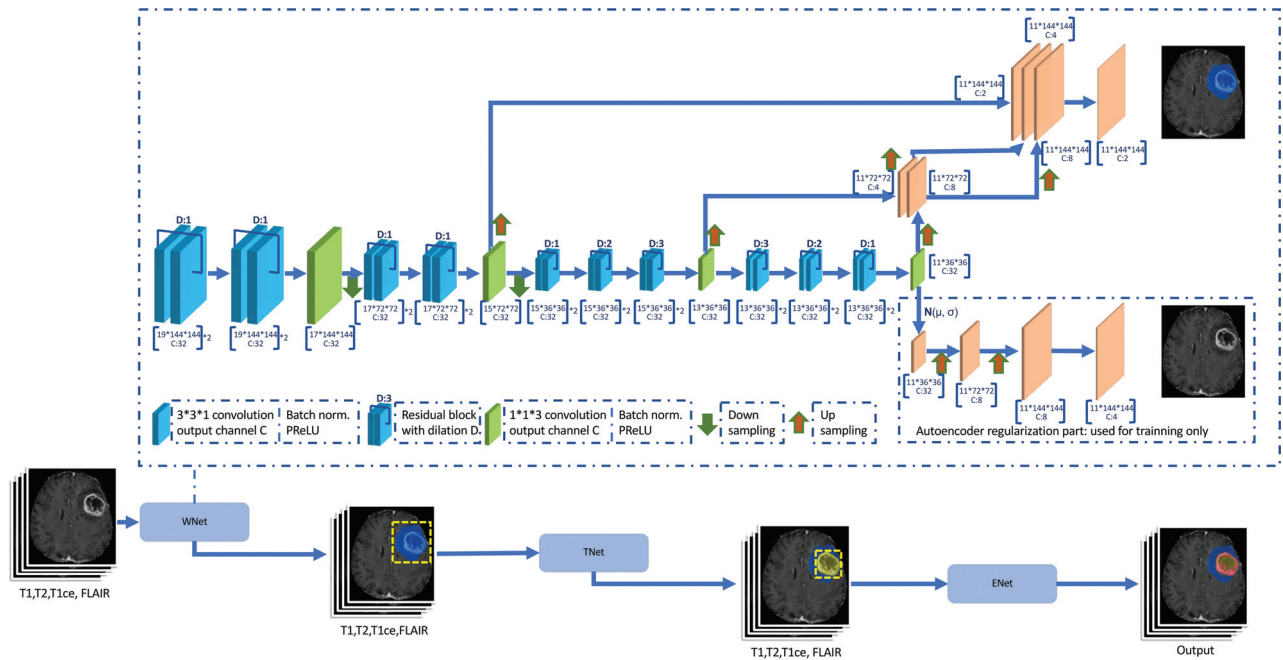 [11*144*144
C:4]
[11*144*144
C:2]
[11*144*144
C:8]
[11*144*144
C:2]
[11*72*72
C:4]
[11*72*72
C:8]
D:1
D:1
D:1
D:1
D:1
D:2
D:3
D:3
D:2
D:1
[19*144*144
C:32]*2
[19*144*144
C:32]*2
[17*144*144
C:32]
[17*72*72
C:32]*2
[17*72*72
C:32]*2
[15*72*72
C:32]
[15*36*36
C:32]*2
[15*36*36
C:32]*2
[15*36*36
C:32]*2
[13*36*36
C:32]
[13*36*36
C:32]*2
[13*36*36
C:32]*2
[13*36*36
C:32]*2
[11*36*36
C:32]
N(μ, σ)
[11*36*36
C:32]
[11*72*72
C:8]
[11*144*144
C:8]
[11*144*144
C:4]
Autoencoder regularization part: used for trainning only
3*3*1 convolution
output channel C
Batch norm.
PReLU
D:3
Residual block
with dilation D.
1*1*3 convolution
output channel C
Batch norm.
PReLU
Down
sampling
Up
sampling
WNet
TNet
ENet
T1,T2,T1ce, FLAIR
T1,T2,T1ce,FLAIR
T1,T2,T1ce, FLAIR
Output